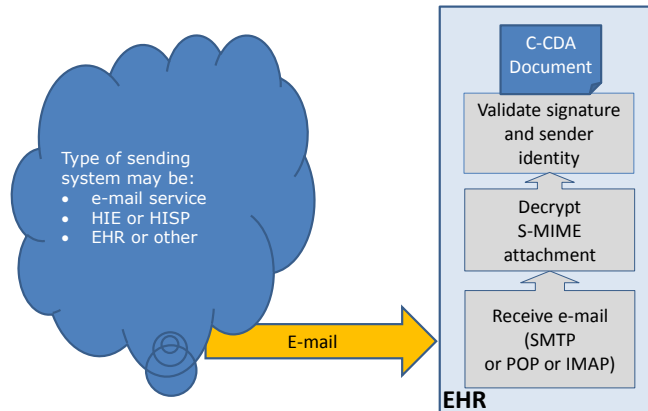 C-CDA
Document
Validate signature
and sender
identity
Type of sending
system may be:
• e-mail service
• HIE or HISP
• EHR or other
Decrypt
S-MIME
attachment
E-mail
Receive e-mail
(SMTP
or POP or IMAP)
EHR